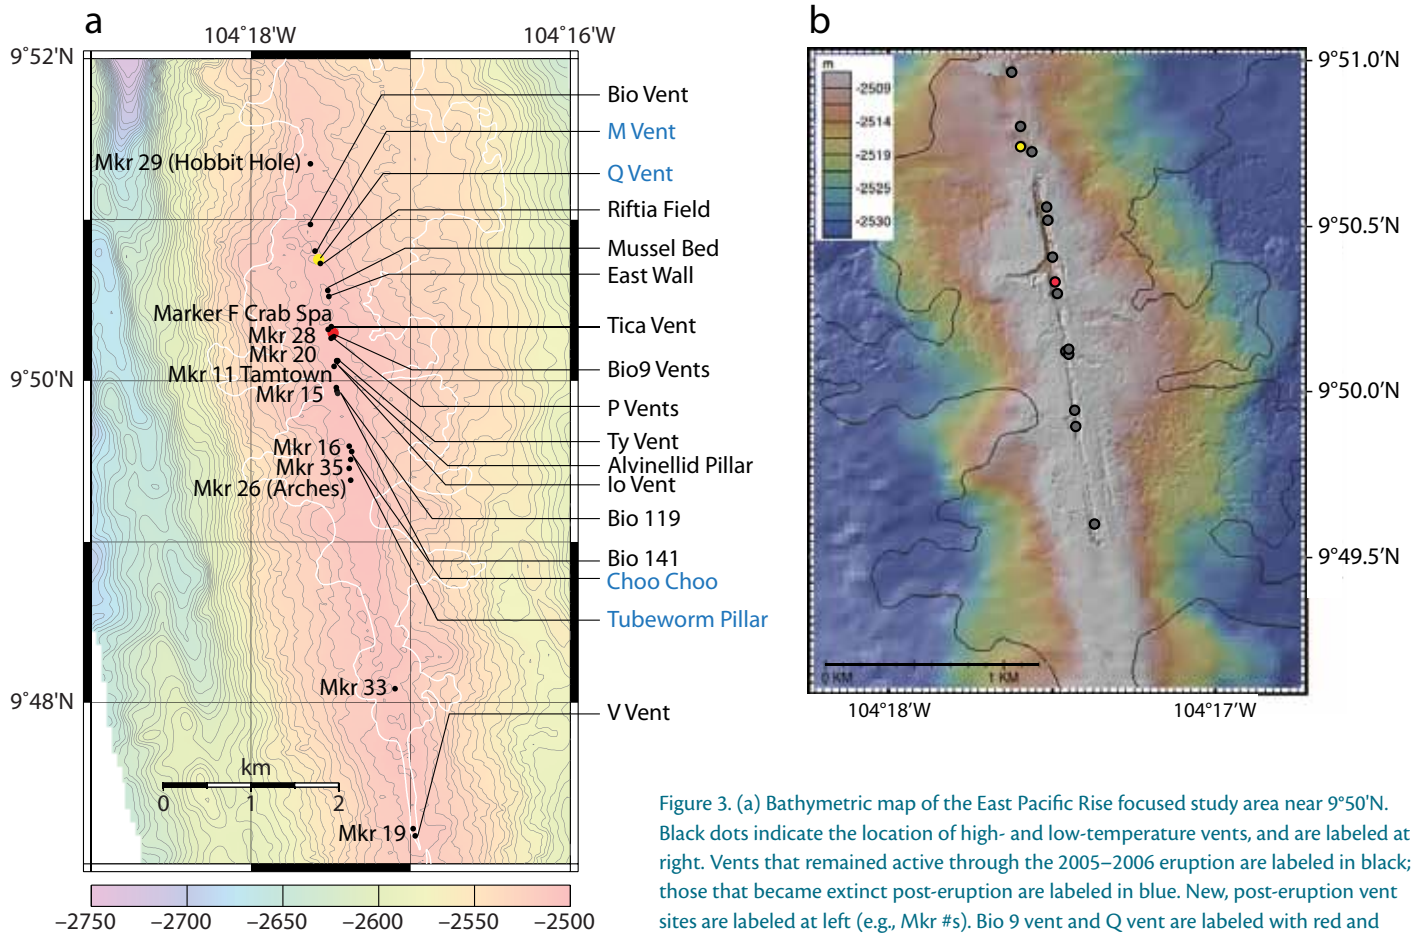 a
104°18'W
104°16'W
9°52'N
Bio Vent
M Vent
Mkr 29 (Hobbit Hole)
Q Vent
Riftia Field
Mussel Bed
East Wall
Marker F Crab Spa
Tica Vent
Mkr 28
Mkr 20
Bio9 Vents
Mkr 11 Tamtown
9°50'N
Mkr 15
P Vents
Ty Vent
Mkr 16
Alvinellid Pillar
Mkr 35
Io Vent
Mkr 26 (Arches)
Bio 119
Bio 141
Choo Choo
Tubeworm Pillar
Mkr 33
9°48'N
V Vent
km
0 1 2
Mkr 19
−2750 −2700 −2650 −2600 −2550 −2500
b
m
-2509
-2514
-2519
-2525
-2530
9°51.0’N
9°50.5’N
9°50.0’N
9°49.5’N
0 KM 1 KM
104°18’W
104°17’W
Figure 3. (a) Bathymetric map of the East Pacific Rise focused study area near 9°50'N.
Black dots indicate the location of high- and low-temperature vents, and are labeled at
right. Vents that remained active through the 2005–2006 eruption are labeled in black;
those that became extinct post-eruption are labeled in blue. New, post-eruption vent
sites are labeled at left (e.g., Mkr #s). Bio 9 vent and Q vent are labeled with red and